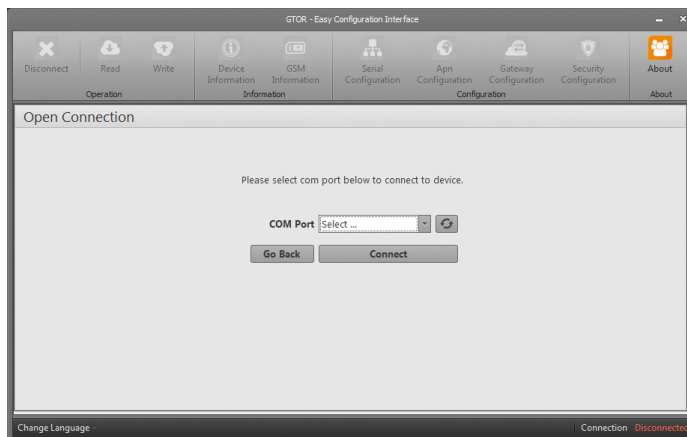 GTOR - Easy Configuration Interface
Disconnect Read Write Device Information GSM Information Serial Configuration Apn Configuration Gateway Configuration Security Configuration About
Operation Information Configuration About
Open Connection
Please select com port below to connect to device.
COM Port Select ...
Go Back Connect
Change Language Connection Disconnected